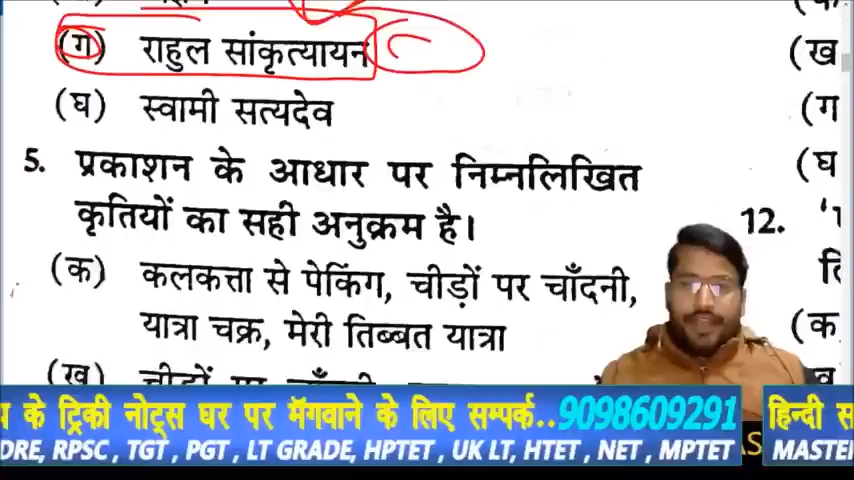 (ग) राहुल सांकृत्यायन
(घ) स्वामी सत्यदेव
5. प्रकाशन के आधार पर निम्नलिखित
कृतियों का सही अनुक्रम है।
(क) कलकत्ता से पेकिंग, चीड़ों पर चाँदनी,
यात्रा चक्र, मेरी तिब्बत यात्रा
(ख)
(ख
(ग
(घ
12.
(क
के ट्रिकी नोट्स घर पर मँगवाने के लिए सम्पर्क..9098609291
DRE, RPSC, TGT , PGT , LT GRADE, HPTET , UK LT, HTET , NET , MPTET
हिन्दी स
MASTE